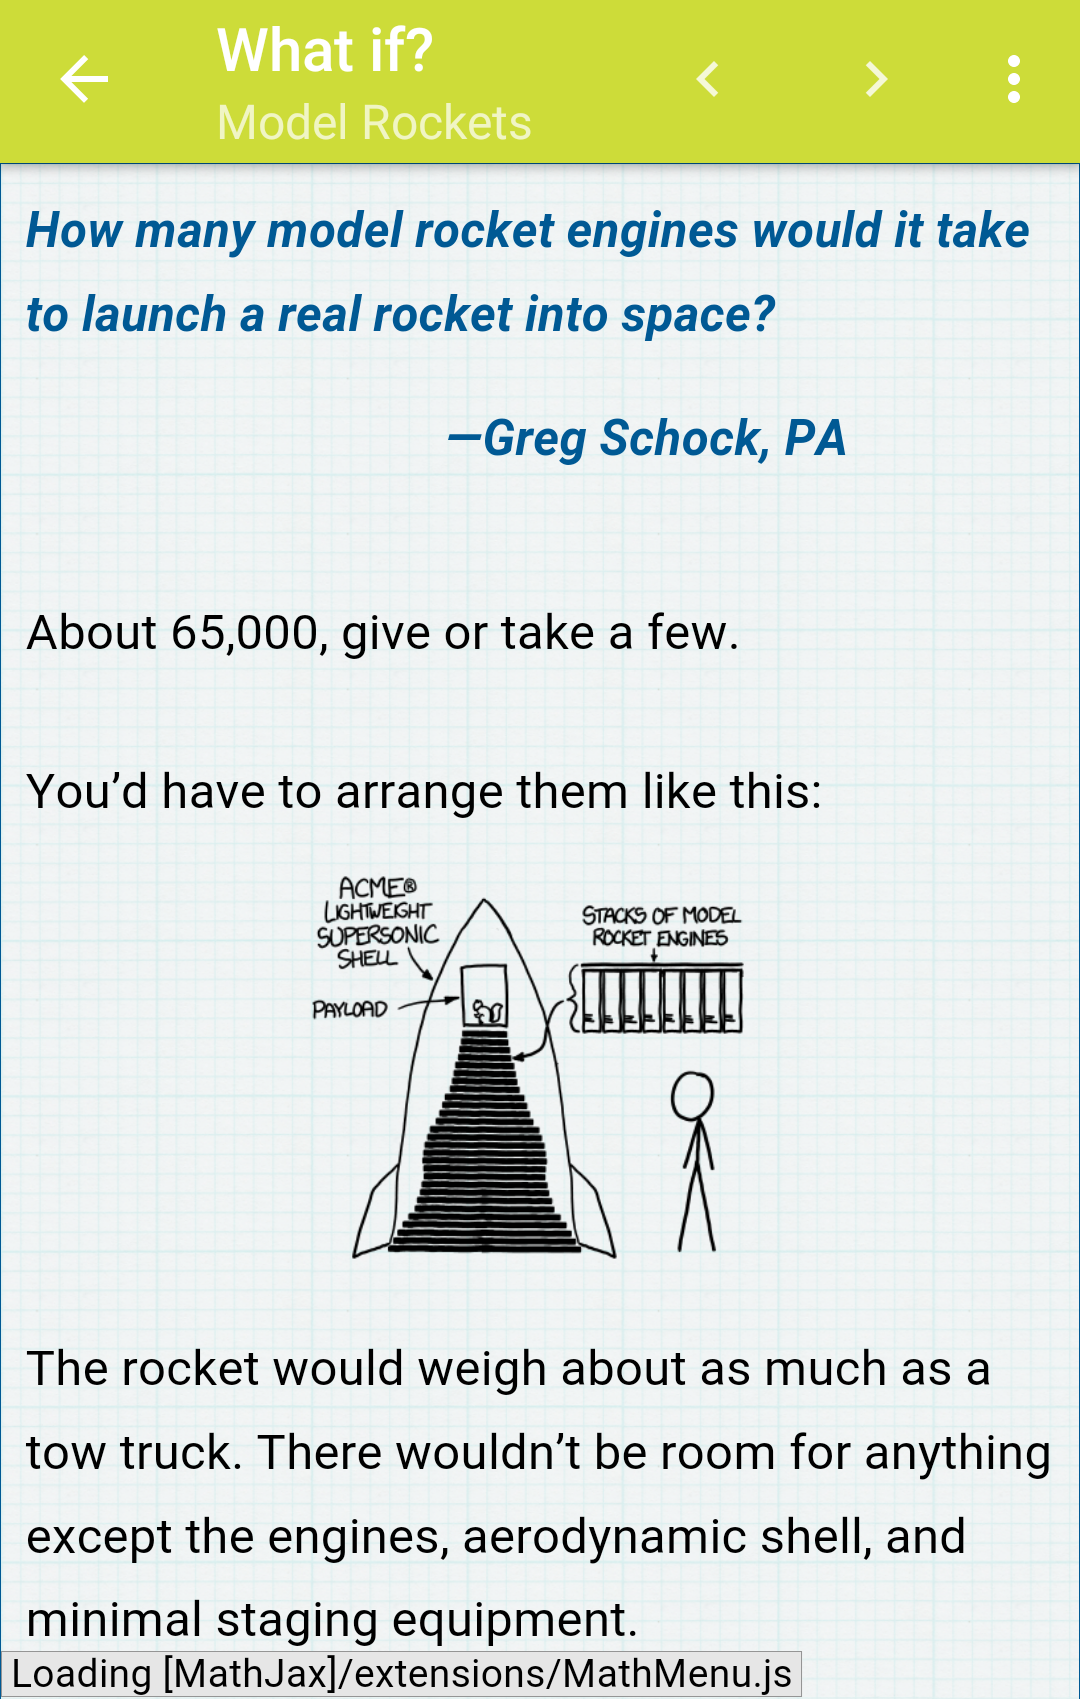 What if?
Model Rockets
How many model rocket engines would it take
to launch a real rocket into space?
—Greg Schock, PA
About 65,000, give or take a few.
You’d have to arrange them like this:
ACME®
LIGHTWEIGHT
SUPERSONIC
SHELL
PAYLOAD
STACKS OF MODEL
ROCKET ENGINES
The rocket would weigh about as much as a
tow truck. There wouldn’t be room for anything
except the engines, aerodynamic shell, and
minimal staging equipment.
Loading [MathJax]/extensions/MathMenu.js